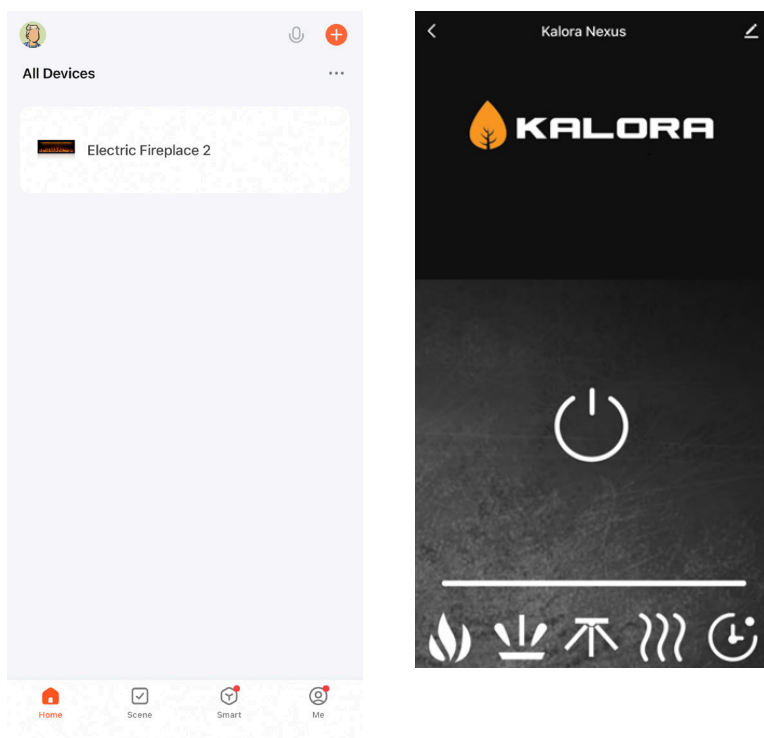 All Devices
Electric Fireplace 2
Home
Scene
Smart
Me
Kalora Nexus
KALORA